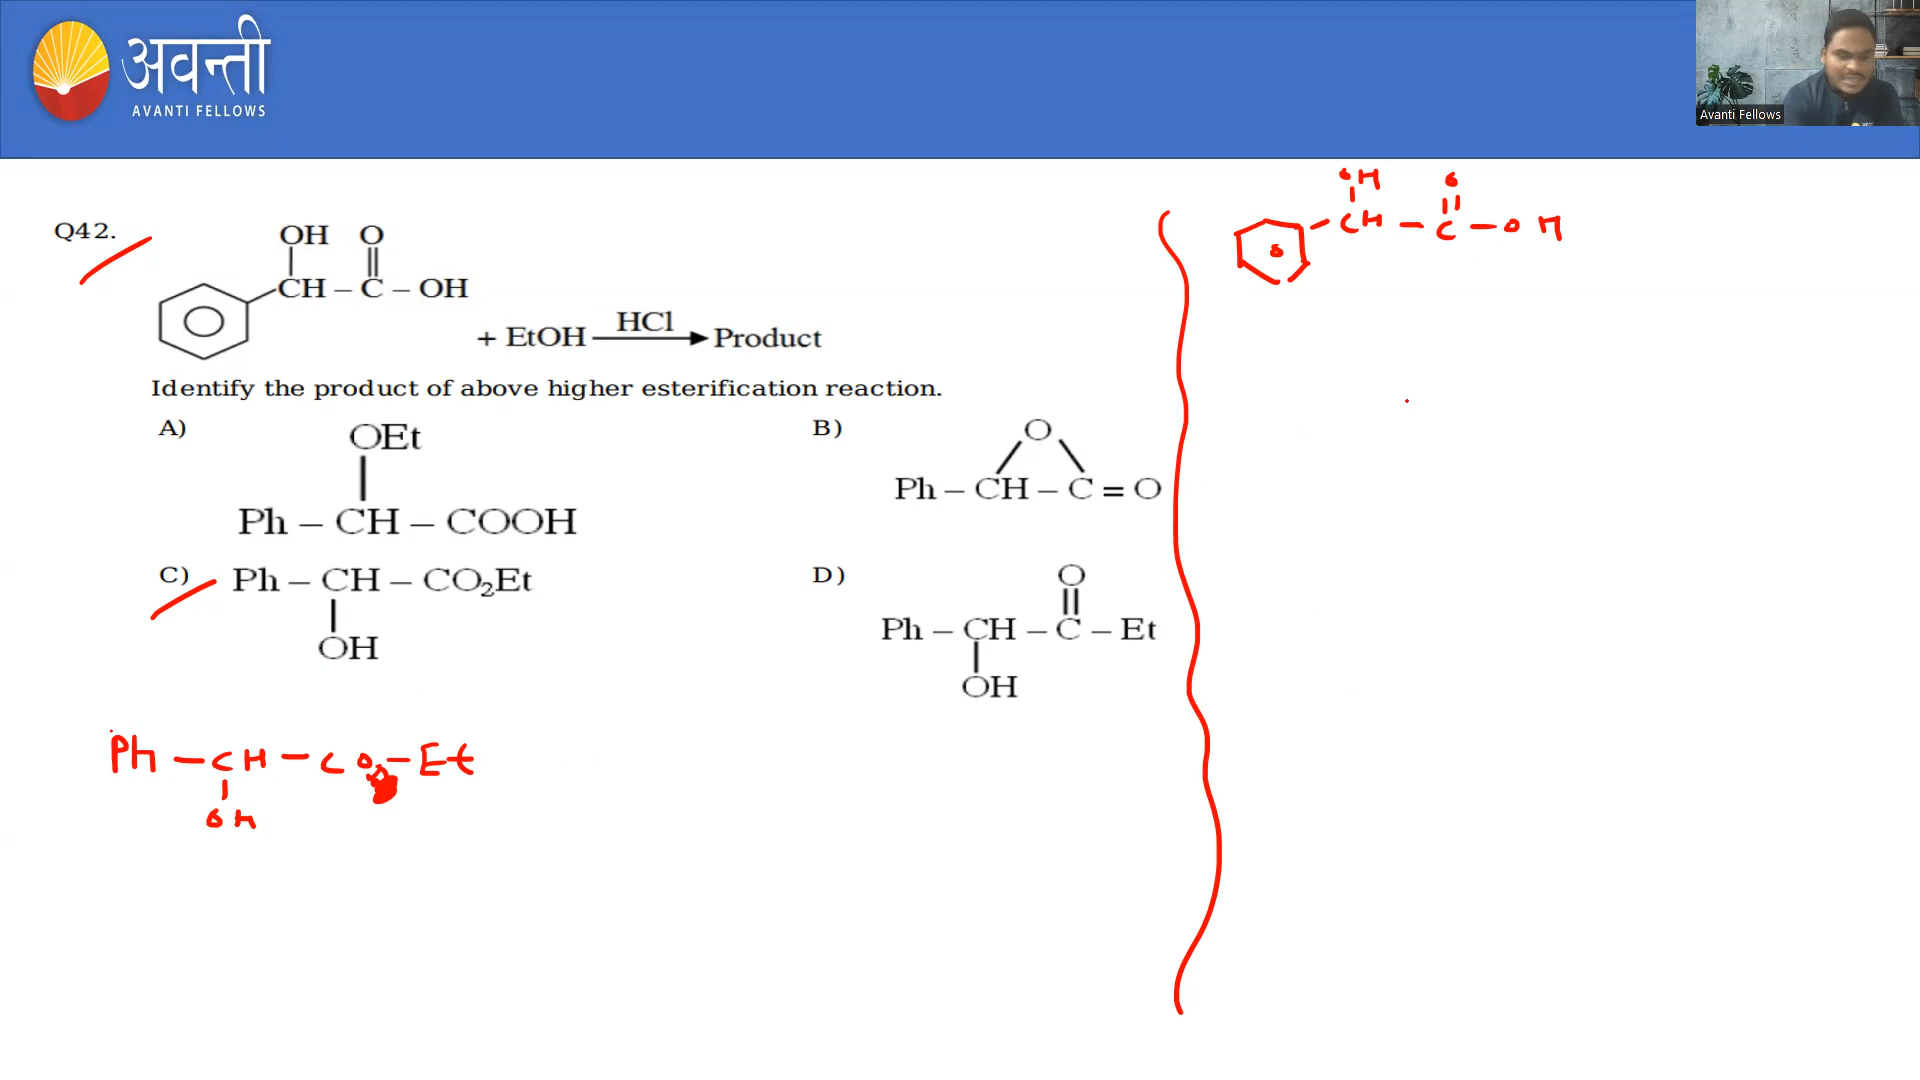 अवन्ती
AVANTI FELLOWS
Avanti Fellows
Q42.
OH O
CH – C – OH
+ EtOH HCl Product
Identify the product of above higher esterification reaction.
A)
OEt
Ph – CH – COOH
B)
O
Ph – CH – C = O
C)
Ph – CH – CO₂Et
OH
D)
O
Ph – CH – C – Et
OH
Ph – CH – CO₂ – Et
OH
OH O
CH – C – OH